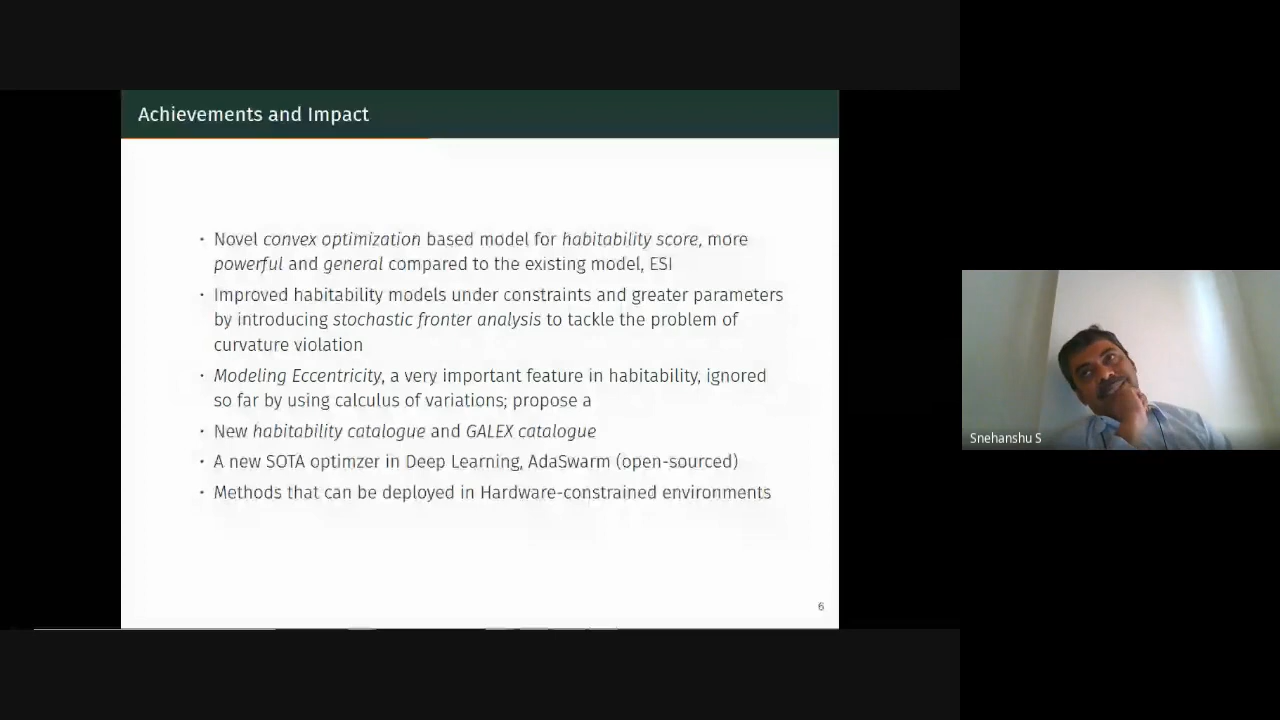 Achievements and Impact
· Novel convex optimization based model for habitability score, more
powerful and general compared to the existing model, ESI
· Improved habitability models under constraints and greater parameters
by introducing stochastic fronter analysis to tackle the problem of
curvature violation
· Modeling Eccentricity, a very important feature in habitability, ignored
so far by using calculus of variations; propose a
· New habitability catalogue and GALEX catalogue
· A new SOTA optimzer in Deep Learning, AdaSwarm (open-sourced)
· Methods that can be deployed in Hardware-constrained environments
6
Snehanshu S